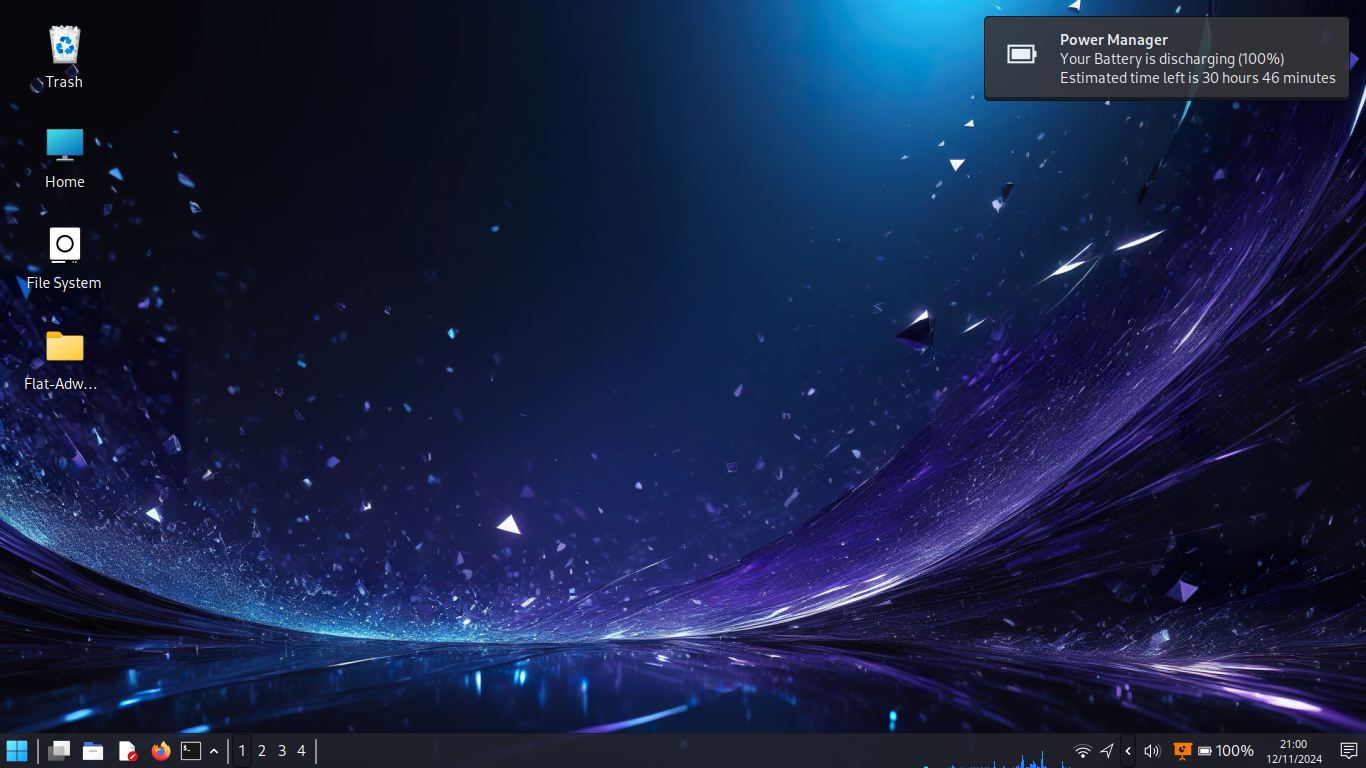 Trash
Home
File System
Flat-Adw...
Power Manager
Your Battery is discharging (100%)
Estimated time left is 30 hours 46 minutes
1 2 3 4
100%
21:00
12/11/2024